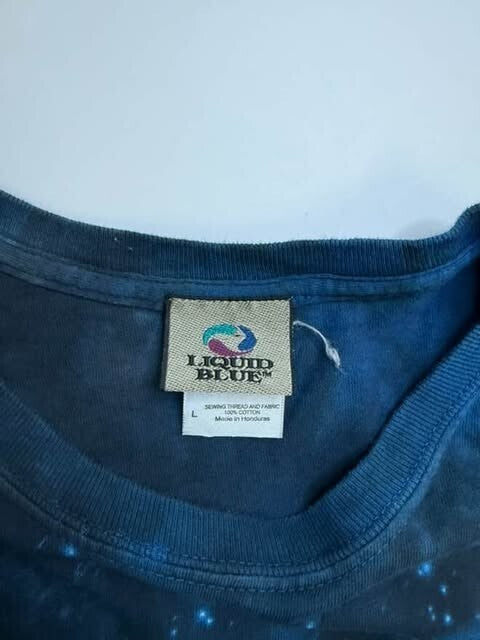 LIQUID
BLUE™
L
SEWING THREAD AND FABRIC
100% COTTON
Made in Honduras